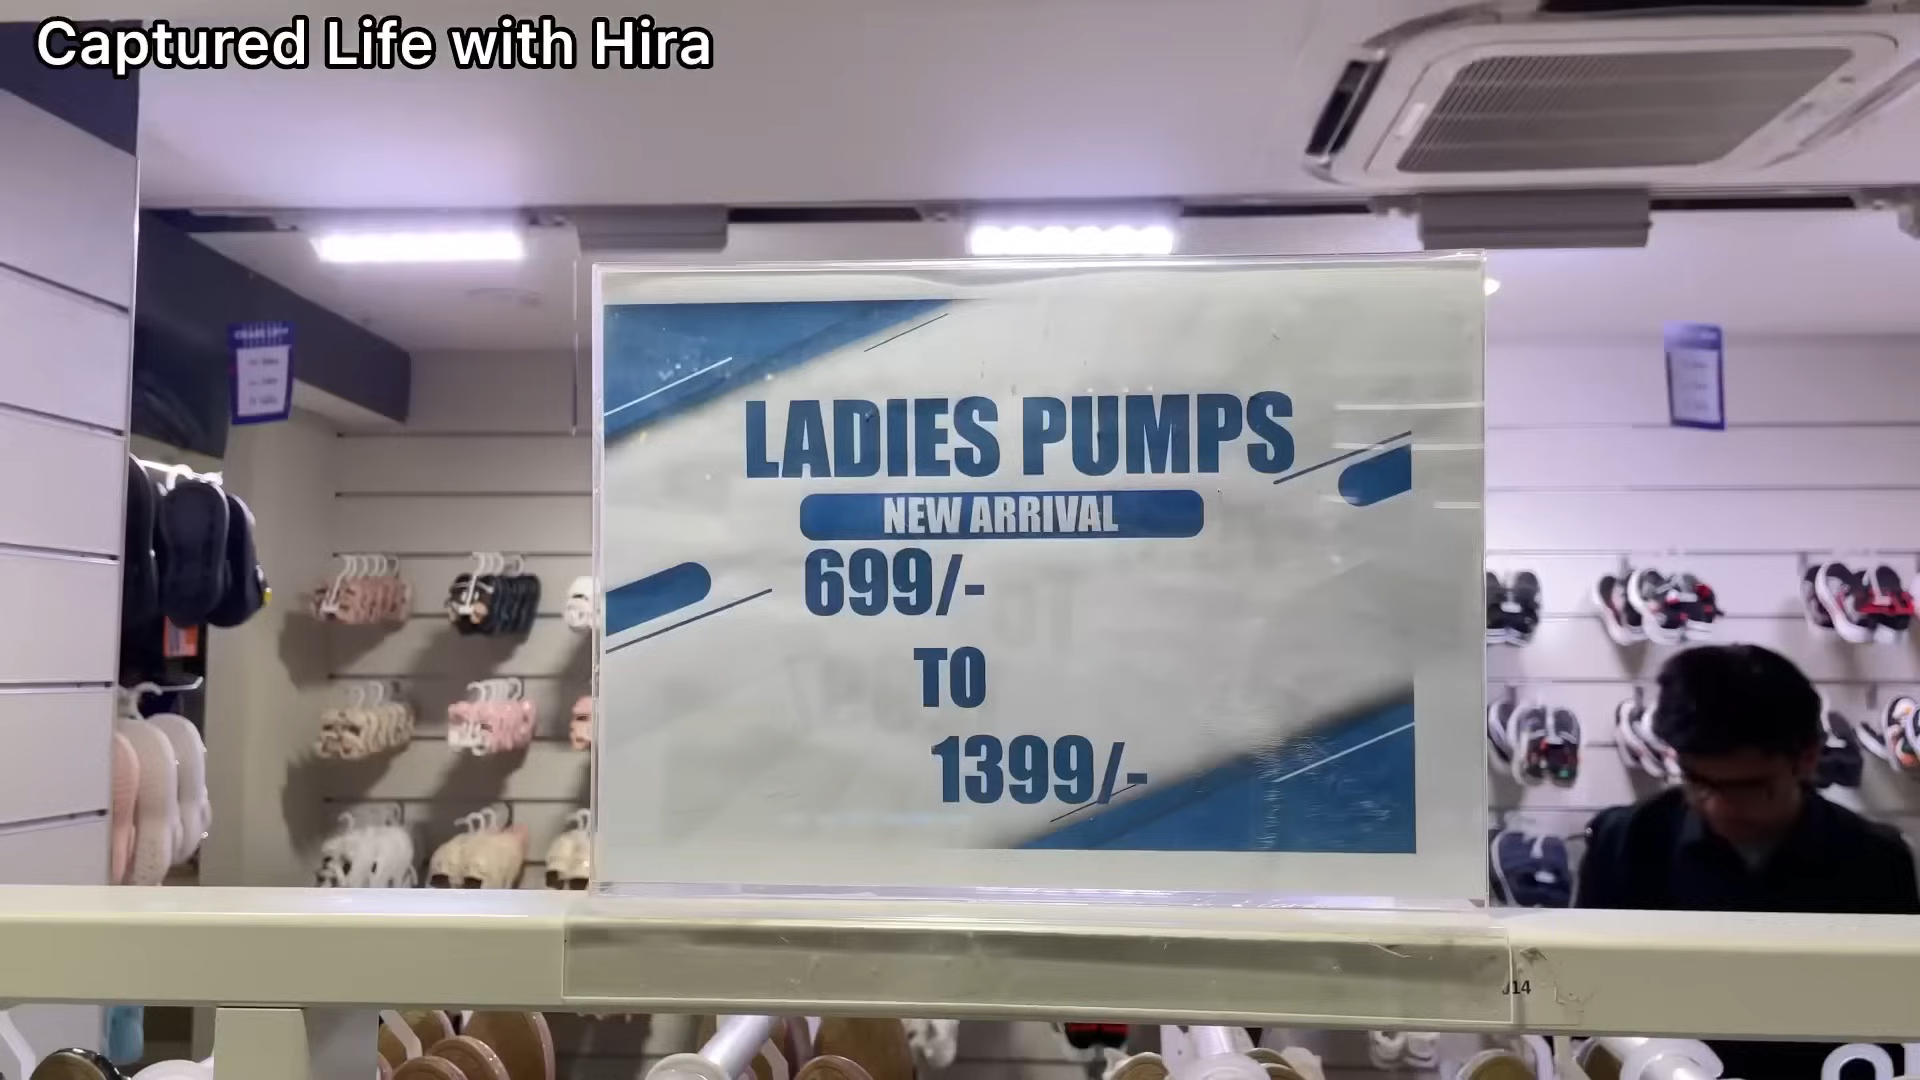 Captured Life with Hira
LADIES PUMPS
NEW ARRIVAL
699/-
TO
1399/-